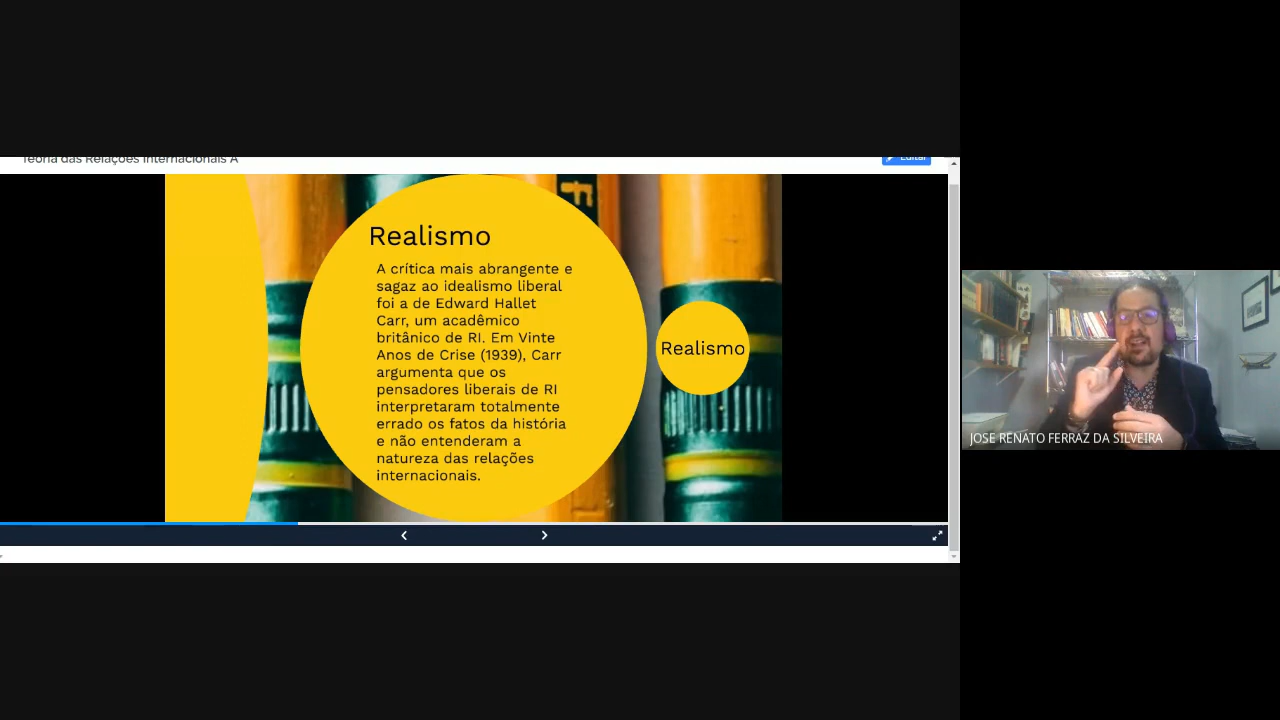 Teoria das Relações Internacionais A
Editar
Realismo
A crítica mais abrangente e
sagaz ao idealismo liberal
foi a de Edward Hallet
Carr, um acadêmico
britânico de RI. Em Vinte
Anos de Crise (1939), Carr
argumenta que os
pensadores liberais de RI
interpretaram totalmente
errado os fatos da história
e não entenderam a
natureza das relações
internacionais.
Realismo
JOSE RENATO FERRAZ DA SILVEIRA